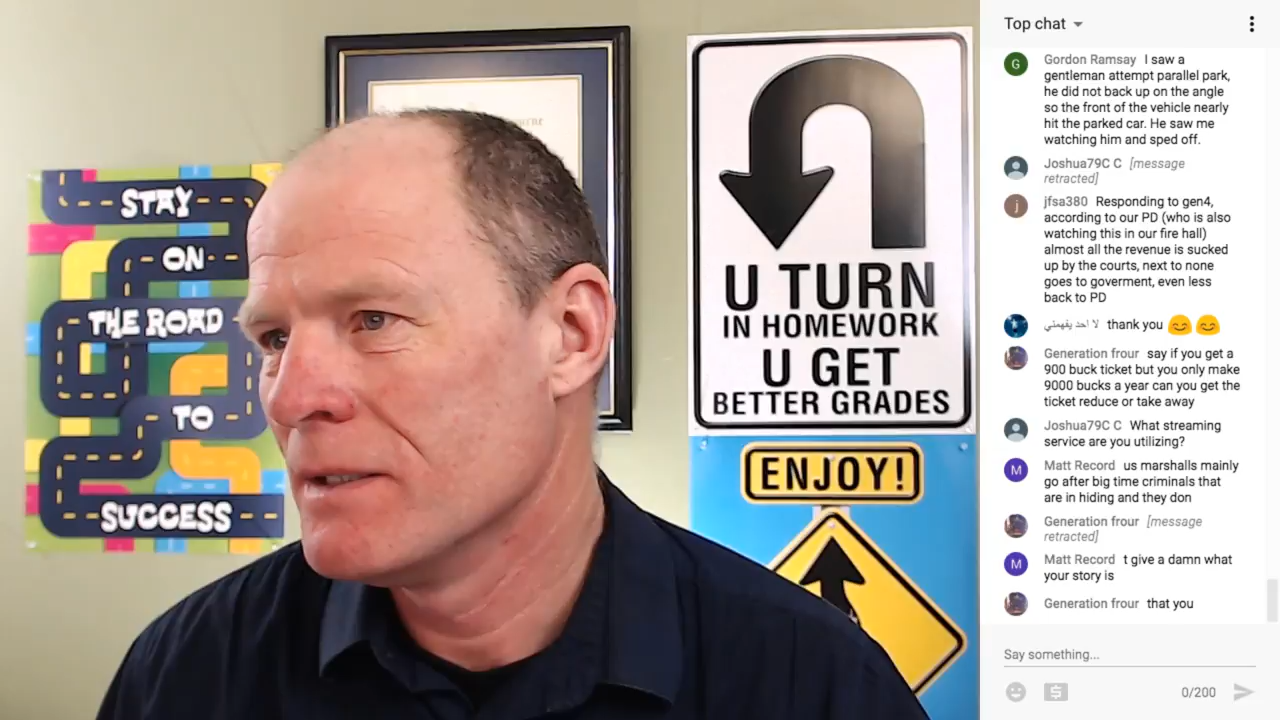 STAY
ON
THE ROAD
TO
SUCCESS
U TURN
IN HOMEWORK
U GET
BETTER GRADES
ENJOY!
Top chat
G
Gordon Ramsay I saw a
gentleman attempt parallel park,
he did not back up on the angle
so the front of the vehicle nearly
hit the parked car. He saw me
watching him and sped off.
Joshua79C C [message
retracted]
j
jfsa380 Responding to gen4,
according to our PD (who is also
watching this in our fire hall)
almost all the revenue is sucked
up by the courts, next to none
goes to goverment, even less
back to PD
لا احد يفهمني thank you 😊 😊
Generation frour say if you get a
900 buck ticket but you only make
9000 bucks a year can you get the
ticket reduce or take away
Joshua79C C What streaming
service are you utilizing?
M
Matt Record us marshalls mainly
go after big time criminals that
are in hiding and they don
Generation frour [message
retracted]
M
Matt Record t give a damn what
your story is
Generation frour that you
Say something...
0/200